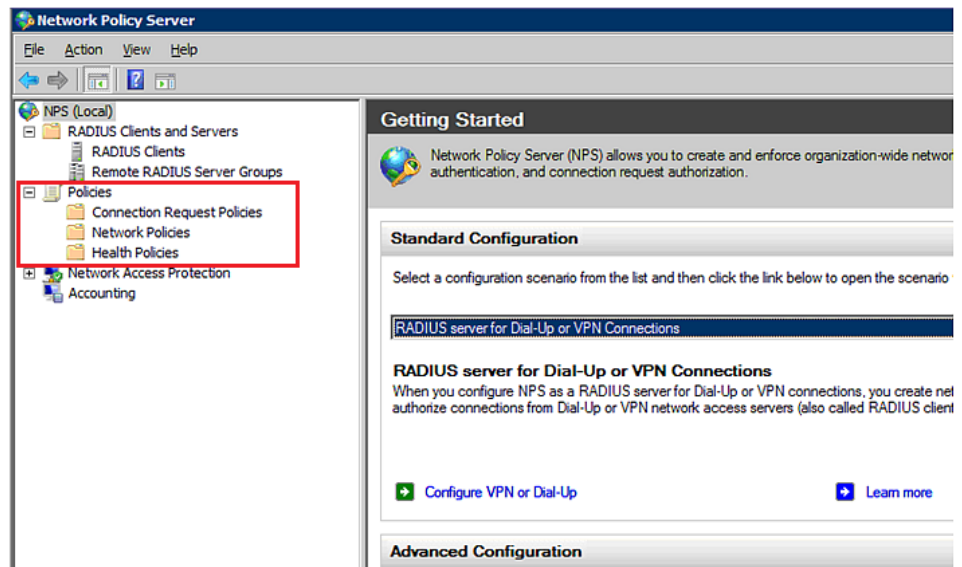 Network Policy Server
File Action View Help
NPS (Local)
RADIUS Clients and Servers
RADIUS Clients
Remote RADIUS Server Groups
Policies
Connection Request Policies
Network Policies
Health Policies
Network Access Protection
Accounting
Getting Started
Network Policy Server (NPS) allows you to create and enforce organization-wide networ
authentication, and connection request authorization.
Standard Configuration
Select a configuration scenario from the list and then click the link below to open the scenario
RADIUS server for Dial-Up or VPN Connections
RADIUS server for Dial-Up or VPN Connections
When you configure NPS as a RADIUS server for Dial-Up or VPN connections, you create net
authorize connections from Dial-Up or VPN network access servers (also called RADIUS client
Configure VPN or Dial-Up Learn more
Advanced Configuration